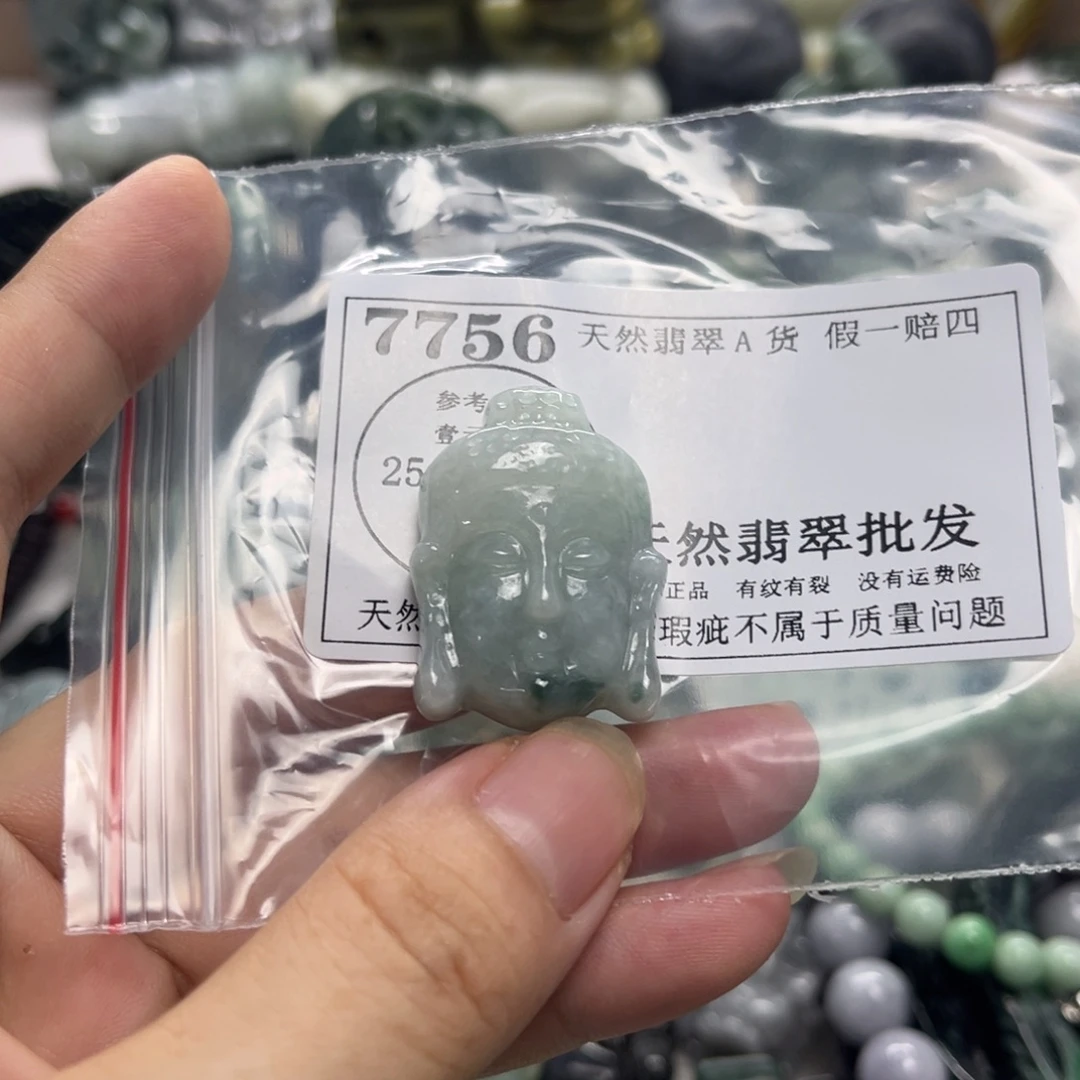 7756 天然翡翠A货 假一赔四
参考
壹
25
然翡翠批发
正品 有纹有裂 没有运费险
天然 瑕疵不属于质量问题